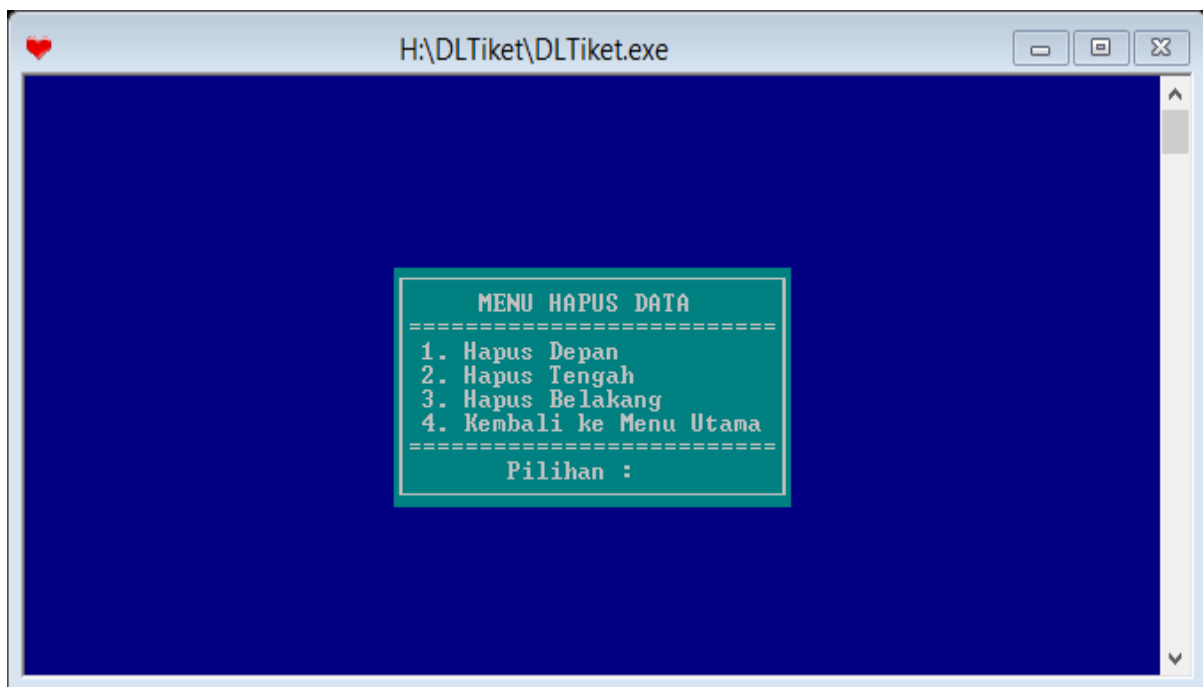 H:\DLTiket\DLTiket.exe
MENU HAPUS DATA
==========================
1. Hapus Depan
2. Hapus Tengah
3. Hapus Belakang
4. Kembali ke Menu Utama
==========================
Pilihan :